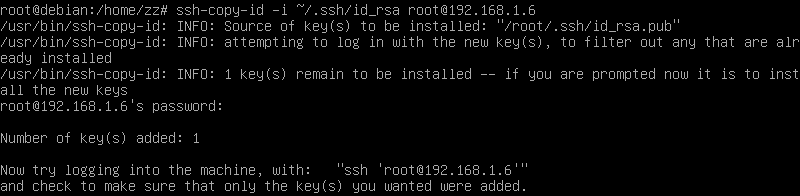 root@debian:/home/zz# ssh-copy-id -i ~/.ssh/id_rsa root@192.168.1.6
/usr/bin/ssh-copy-id: INFO: Source of key(s) to be installed: "/root/.ssh/id_rsa.pub"
/usr/bin/ssh-copy-id: INFO: attempting to log in with the new key(s), to filter out any that are alr
eady installed
/usr/bin/ssh-copy-id: INFO: 1 key(s) remain to be installed -- if you are prompted now it is to inst
all the new keys
root@192.168.1.6's password:
Number of key(s) added: 1
Now try logging into the machine, with:   "ssh 'root@192.168.1.6'"
and check to make sure that only the key(s) you wanted were added.